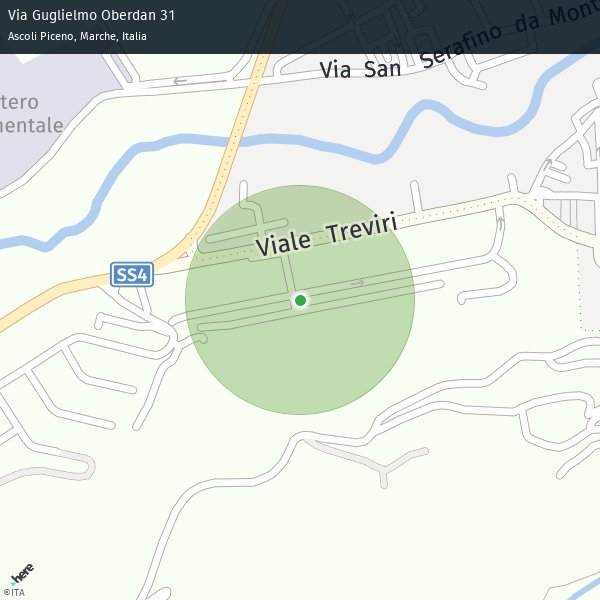 Via Guglielmo Oberdan 31
Ascoli Piceno, Marche, Italia
Via San Serafino da Mont
tero
nentale
Viale Treviri
SS4
here
©ITA